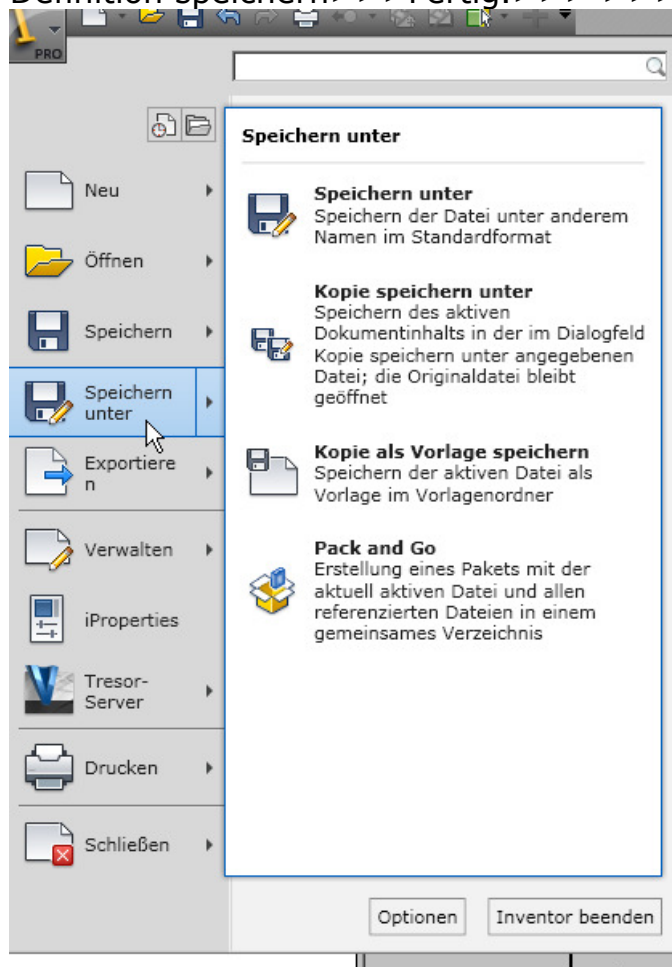 Definition speichern>>>Fertig!>>> >>>
PRO
Speichern unter
Neu
Speichern unter
Speichern der Datei unter anderem
Namen im Standardformat
Öffnen
Kopie speichern unter
Speichern des aktiven
Dokumentinhalts in der im Dialogfeld
Kopie speichern unter angegebenen
Datei; die Originaldatei bleibt
geöffnet
Speichern
Speichern
unter
Exportiere
n
Kopie als Vorlage speichern
Speichern der aktiven Datei als
Vorlage im Vorlagenordner
Verwalten
Pack and Go
Erstellung eines Pakets mit der
aktuell aktiven Datei und allen
referenzierten Dateien in einem
gemeinsames Verzeichnis
iProperties
Tresor-
Server
Drucken
Schließen
Optionen
Inventor beenden